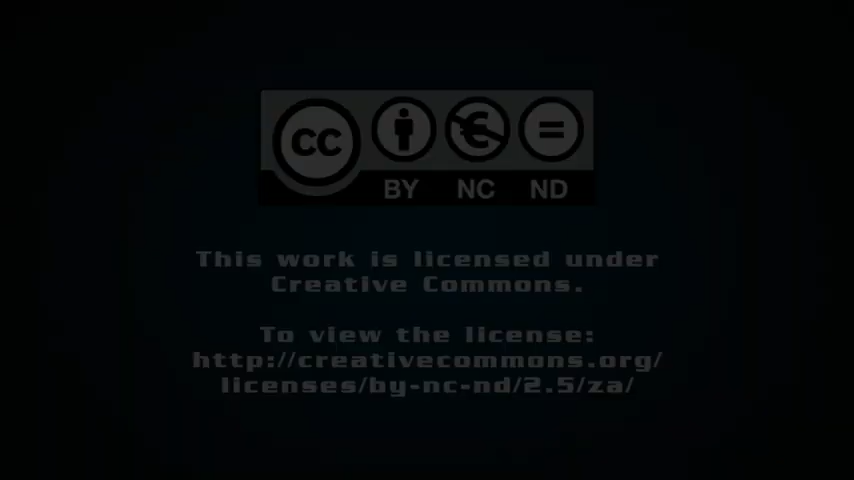 CC
BY NC ND
This work is licensed under
Creative Commons.
To view the license:
http://creativecommons.org/
licenses/by-nc-nd/2.5/za/